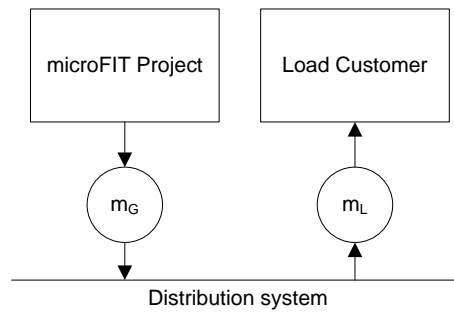 microFIT Project
Load Customer
mG
mL
Distribution system